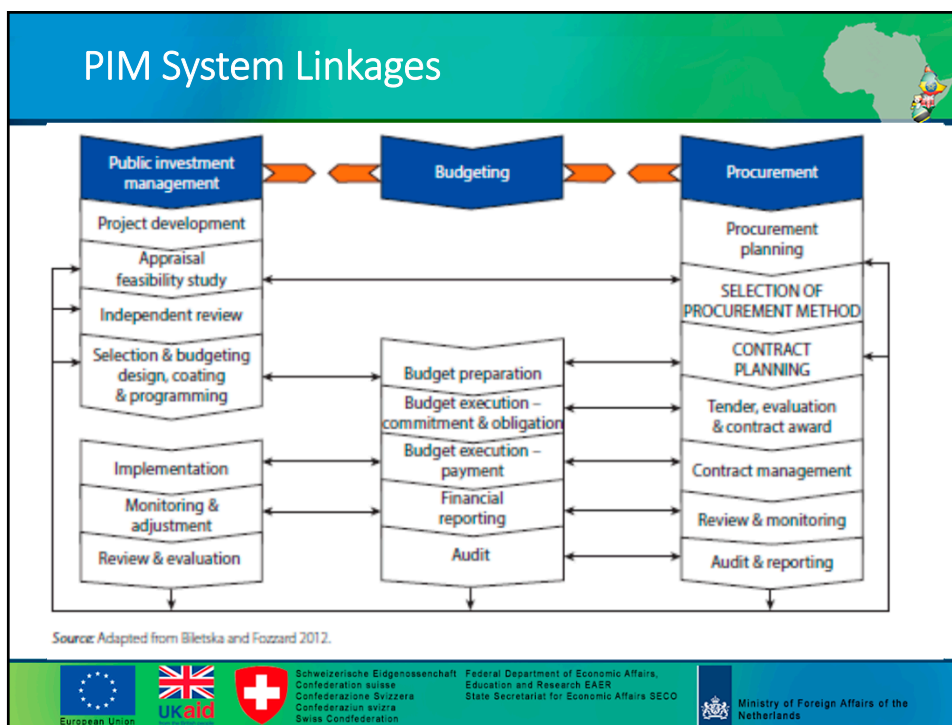 PIM System Linkages
Public investment
management
Budgeting
Procurement
Project development
Appraisal
feasibility study
Independent review
Selection & budgeting
design, coating
& programming
Implementation
Monitoring &
adjustment
Review & evaluation
Budget preparation
Budget execution –
commitment & obligation
Budget execution –
payment
Financial
reporting
Audit
Procurement
planning
SELECTION OF
PROCUREMENT METHOD
CONTRACT
PLANNING
Tender, evaluation
& contract award
Contract management
Review & monitoring
Audit & reporting
Source: Adapted from Biletska and Fozzard 2012.
European Union
UKaid
from the British people
Schweizerische Eidgenossenschaft
Confederation suisse
Confederazione Svizzera
Confederaziun svizra
Swiss Condfederation
Federal Department of Economic Affairs,
Education and Research EAER
State Secretariat for Economic Affairs SECO
Ministry of Foreign Affairs of the
Netherlands